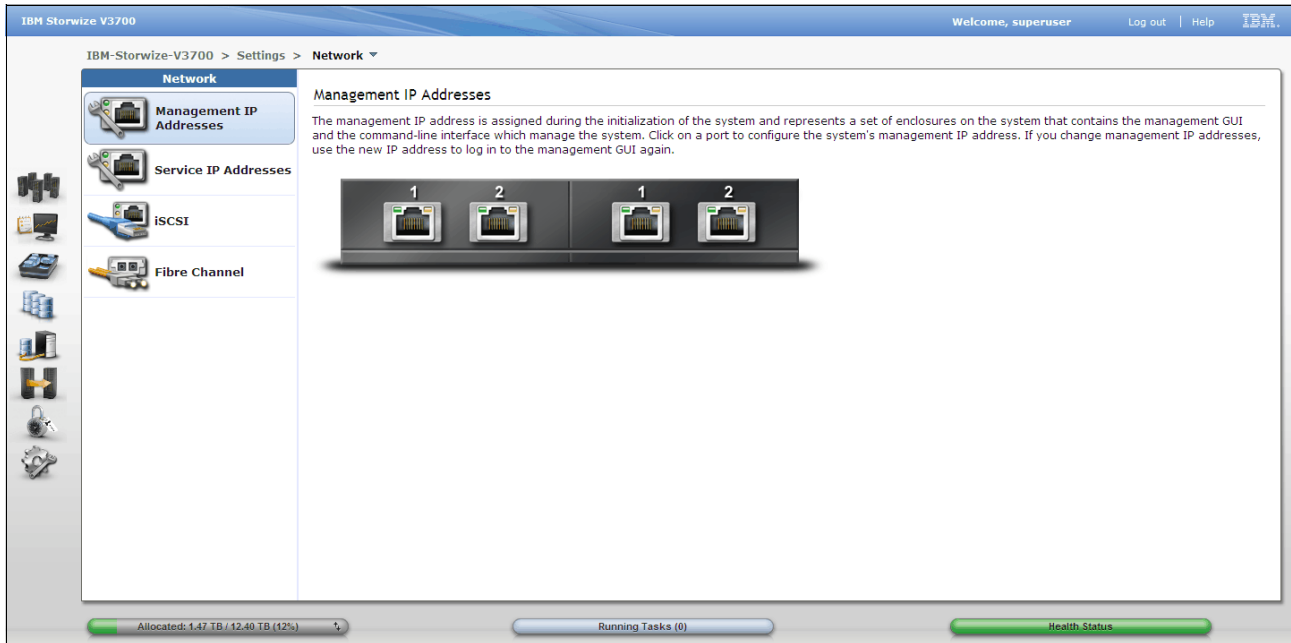 IBM Storwize V3700
Welcome, superuser
Log out | Help
IBM.
IBM-Storwize-V3700 > Settings > Network
Network
Management IP
Addresses
Service IP Addresses
iSCSI
Fibre Channel
Management IP Addresses
The management IP address is assigned during the initialization of the system and represents a set of enclosures on the system that contains the management GUI
and the command-line interface which manage the system. Click on a port to configure the system's management IP address. If you change management IP addresses,
use the new IP address to log in to the management GUI again.
1 2 1 2
Allocated: 1.47 TB / 12.40 TB (12%)
Running Tasks (0)
Health Status